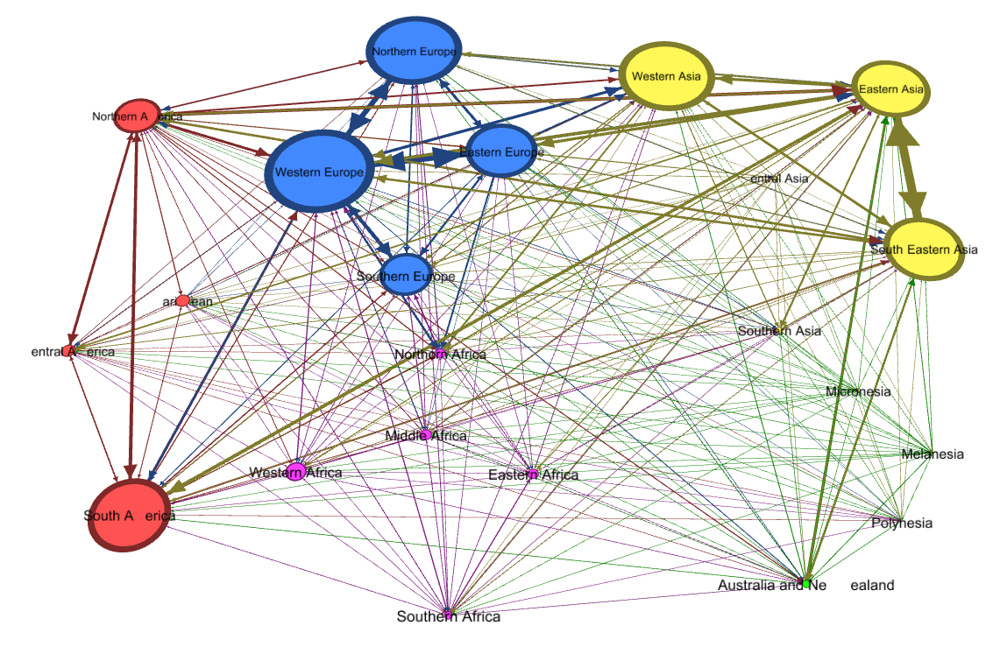 Northern Europe
Western Asia
Eastern Asia
Northern A erica
Eastern Europe
Western Europe
entral Asia
South Eastern Asia
Southern Europe
ari ean
Southern Asia
entral A erica
Northern Africa
Micronesia
Middle Africa
Melanesia
Western Africa
Eastern Africa
South A erica
Polynesia
Australia and Ne ealand
Southern Africa